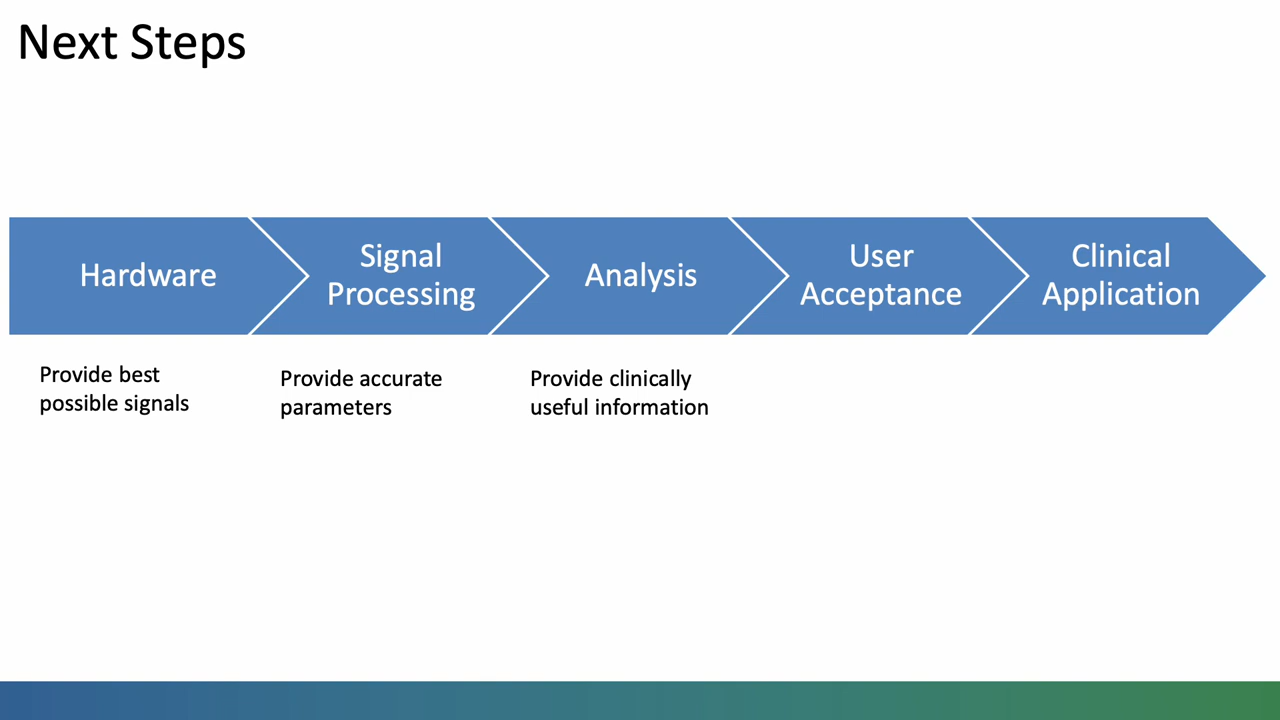 Next Steps
Hardware
Signal
Processing
Analysis
User
Acceptance
Clinical
Application
Provide best
possible signals
Provide accurate
parameters
Provide clinically
useful information